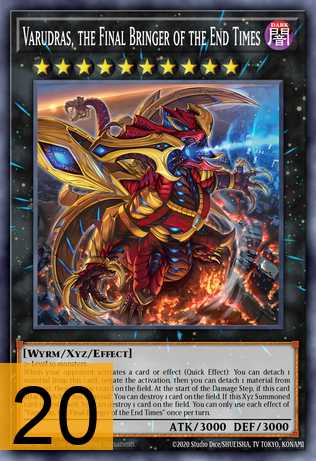 VARUDRAS, THE FINAL BRINGER OF THE END TIMES
DARK
闇
[WYRM/XYZ/EFFECT]
Level 10 monsters
When your opponent activates a card or effect (Quick Effect): You can detach 1
material from this card; negate the activation, then you can detach 1 material from
card on the field. At the start of the Damage Step, if this card
You can destroy 1 card on the field. If this Xyz Summoned
destroy 1 card on the field. You can only use each effect of
Final Bringer of the End Times" once per turn.
20
ATK/3000 DEF/3000
©2020 Studio Dice/SHUEISHA, TV TOKYO, KONAMI